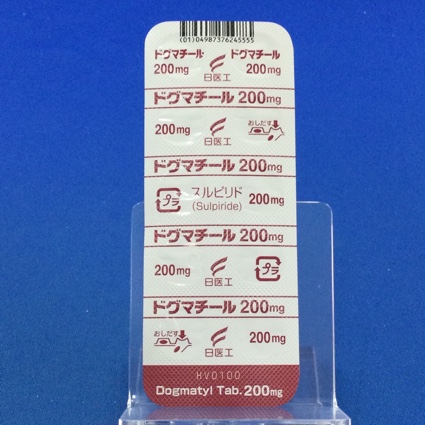 (01)04987376245555
ドグマチール ドグマチール
200mg 日医工 200mg
ドグマチール 200mg
200mg 日医工 おしだす
ドグマチール 200mg
プラ スルピリド 200mg
(Sulpiride)
ドグマチール 200mg
200mg 日医工 プラ
ドグマチール 200mg
おしだす 日医工 200mg
HV0100
Dogmatyl Tab.200mg